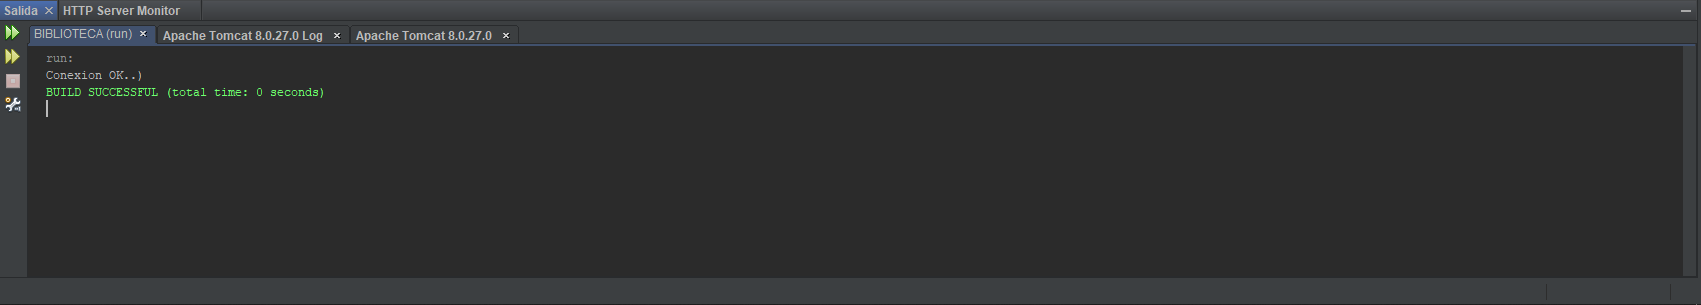 Salida
HTTP Server Monitor
BIBLIOTECA (run)
Apache Tomcat 8.0.27.0 Log
Apache Tomcat 8.0.27.0
run:
Conexion OK..)
BUILD SUCCESSFUL (total time: 0 seconds)